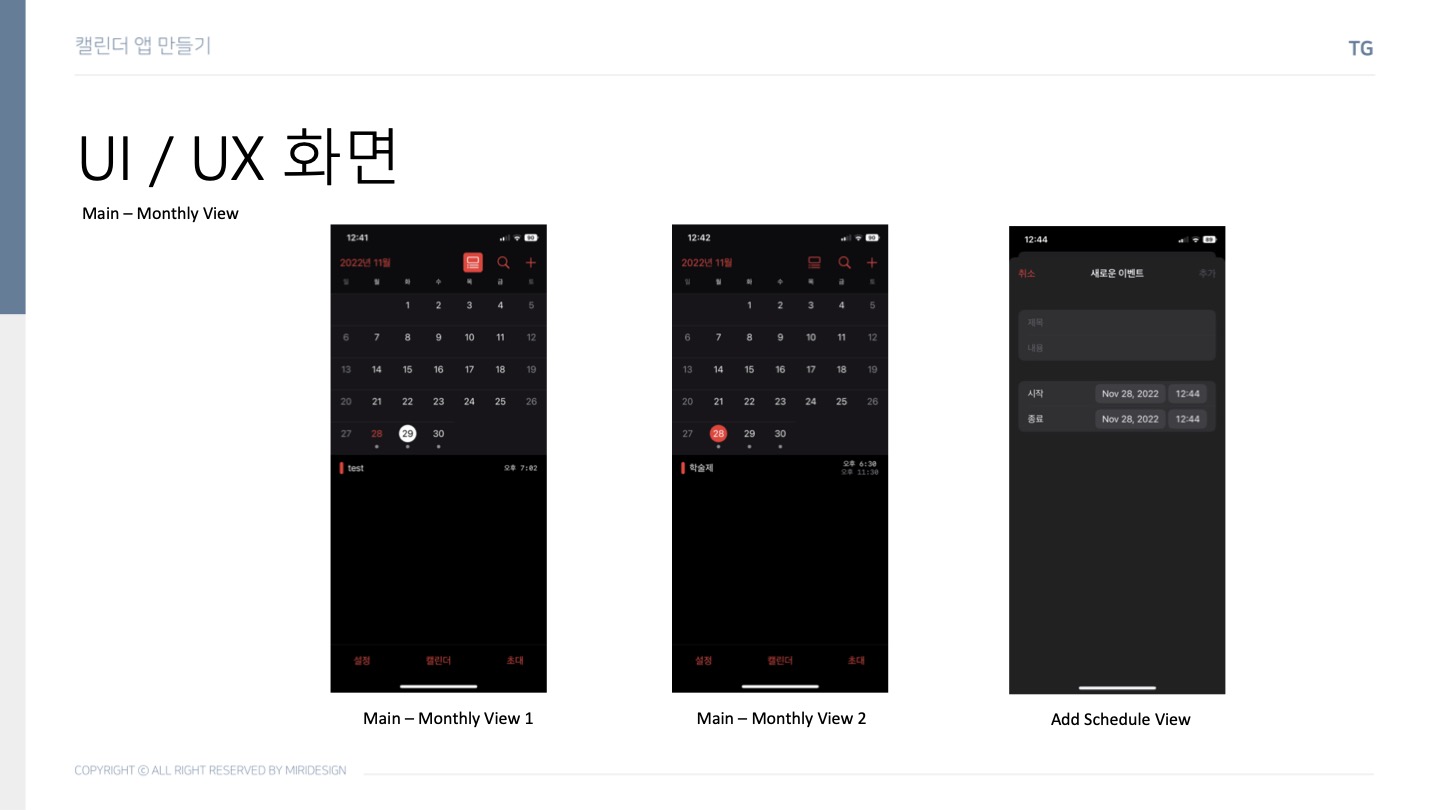 캘린더 앱 만들기
TG
UI / UX 화면
Main – Monthly View
12:41
90
2022년 11월
일 월 화 수 목 금 토
1 2 3 4 5
6 7 8 9 10 11 12
13 14 15 16 17 18 19
20 21 22 23 24 25 26
27 28 29 30
test 오후 7:02
설정 캘린더 초대
Main – Monthly View 1
12:42
90
2022년 11월
일 월 화 수 목 금 토
1 2 3 4 5
6 7 8 9 10 11 12
13 14 15 16 17 18 19
20 21 22 23 24 25 26
27 28 29 30
학술제 오후 6:30
오후 11:30
설정 캘린더 초대
Main – Monthly View 2
12:44
취소 새로운 이벤트 추가
제목
내용
시작 Nov 28, 2022 12:44
종료 Nov 28, 2022 12:44
Add Schedule View
COPYRIGHT ⓒ ALL RIGHT RESERVED BY MIRIDESIGN